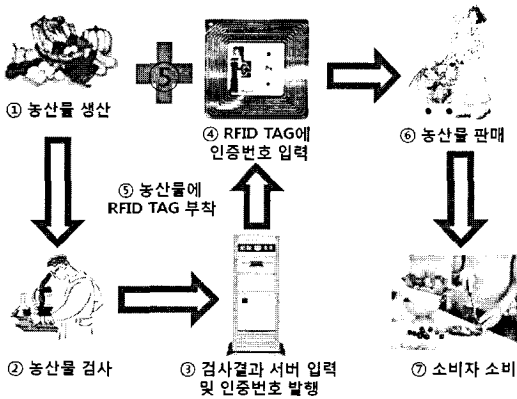 ① 농산물 생산
⑤
④ RFID TAG에
인증번호 입력
⑥ 농산물 판매
⑤ 농산물에
RFID TAG 부착
② 농산물 검사
③ 검사결과 서버 입력
및 인증번호 발행
⑦ 소비자 소비